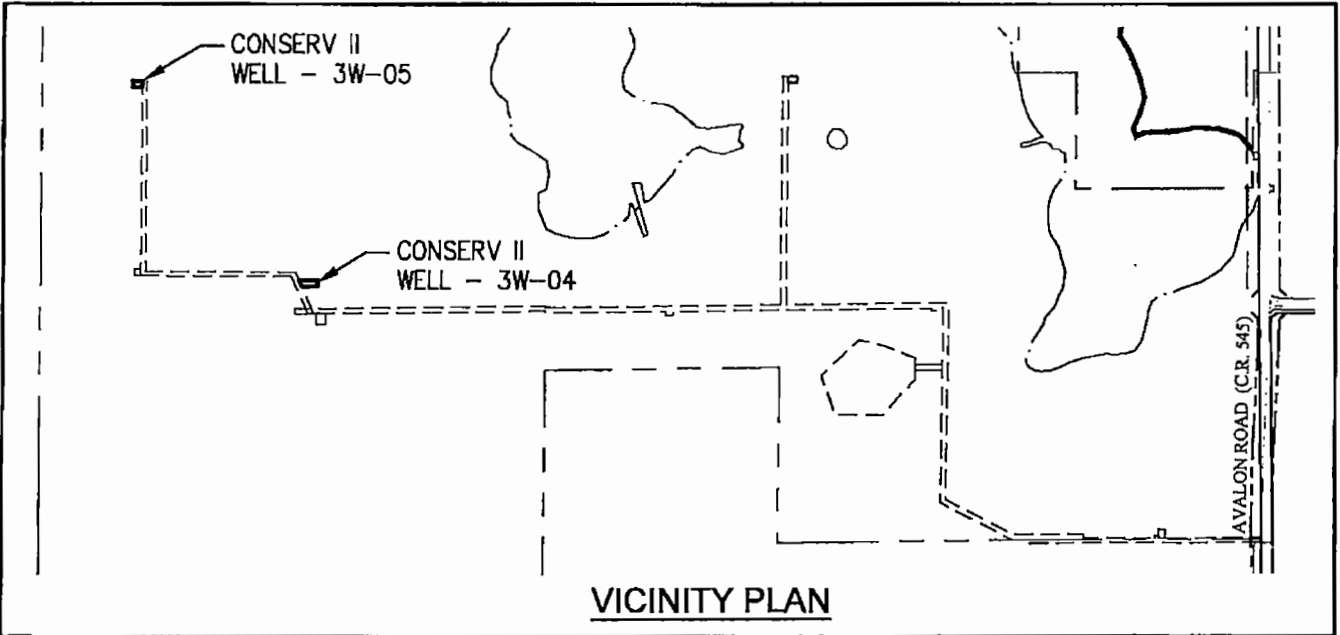 CONSERV II
WELL - 3W-05
CONSERV II
WELL - 3W-04
AVALON ROAD (C.R. 545)
VICINITY PLAN